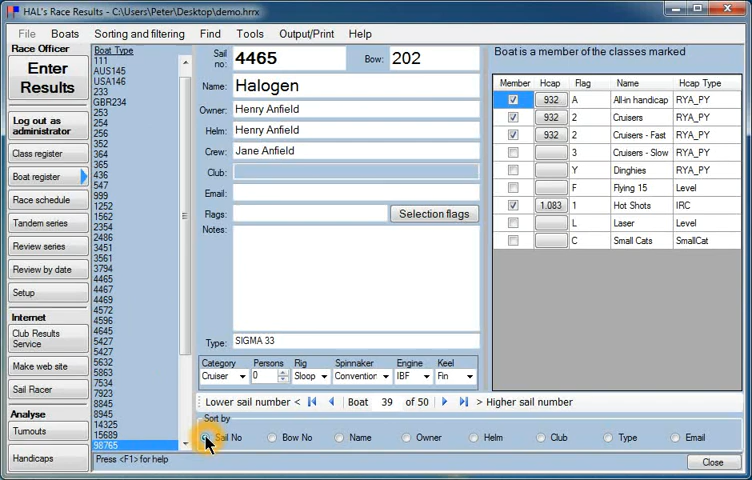 HAL's Race Results - C:\Users\Peter\Desktop\demo.hrrx
File Boats Sorting and filtering Find Tools Output/Print Help
Race Officer
Enter
Results
Log out as
administrator
Class register
Boat register
Race schedule
Tandem series
Review series
Review by date
Setup
Internet
Club Results
Service
Make web site
Sail Racer
Analyse
Turnouts
Handicaps
Boat Type
111
AUS145
USA146
233
GBR234
253
254
256
352
364
365
436
547
999
1252
1562
2354
2486
3451
3561
3794
4465
4467
4469
4572
4596
4645
5427
5427
5632
5863
7534
7923
8845
8945
14325
15689
98765
Sail
no: 4465 Bow: 202
Name: Halogen
Owner: Henry Anfield
Helm: Henry Anfield
Crew: Jane Anfield
Club:
Email:
Flags: Selection flags
Notes:
Type: SIGMA 33
Category Persons Rig Spinnaker Engine Keel
Cruiser 0 Sloop Convention IBF Fin
Boat is a member of the classes marked
Member Hcap Flag Name Hcap Type
932 A All-in handicap RYA_PY
932 2 Cruisers RYA_PY
932 2 Cruisers - Fast RYA_PY
3 Cruisers - Slow RYA_PY
Y Dinghies RYA_PY
F Flying 15 Level
1.083 1 Hot Shots IRC
L Laser Level
C Small Cats SmallCat
Lower sail number < Boat 39 of 50 > Higher sail number
Sort by
Sail No Bow No Name Owner Helm Club Type Email
Press <F1> for help
Close